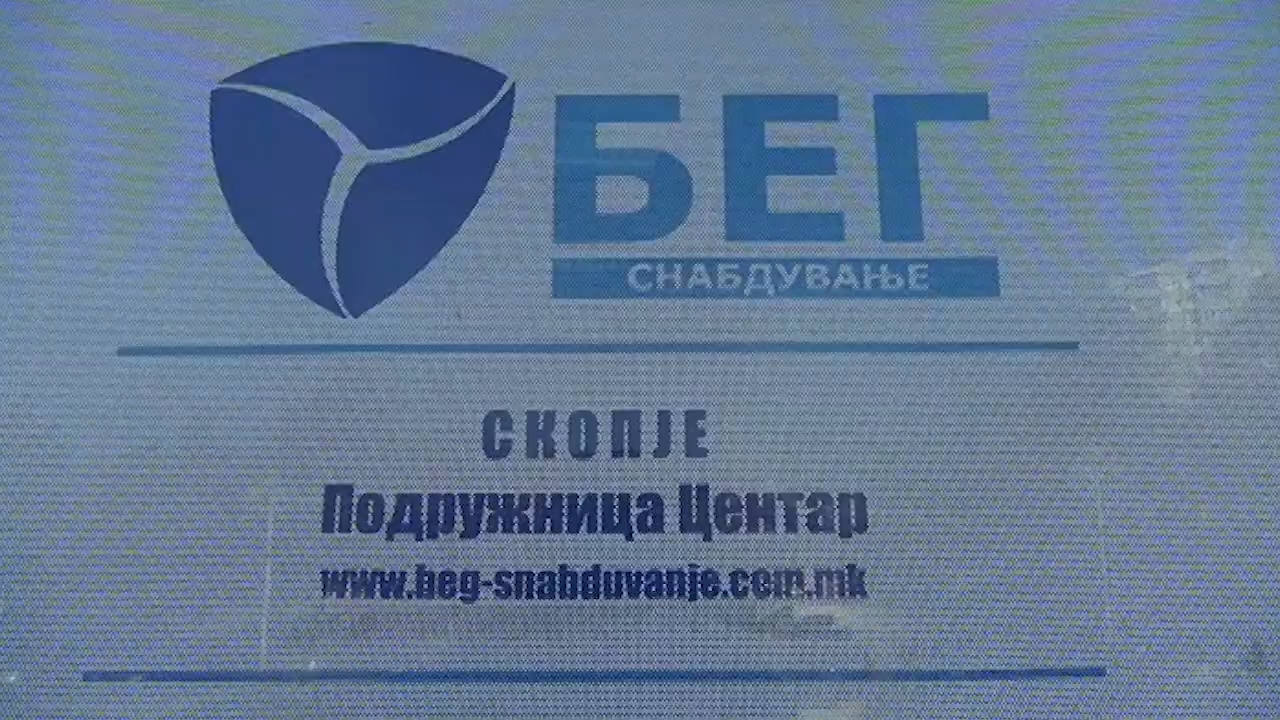 БЕГ
СНАБДУВАЊЕ
СКОПЈЕ
Подружница Центар
www.beg-snabduvanje.com.mk